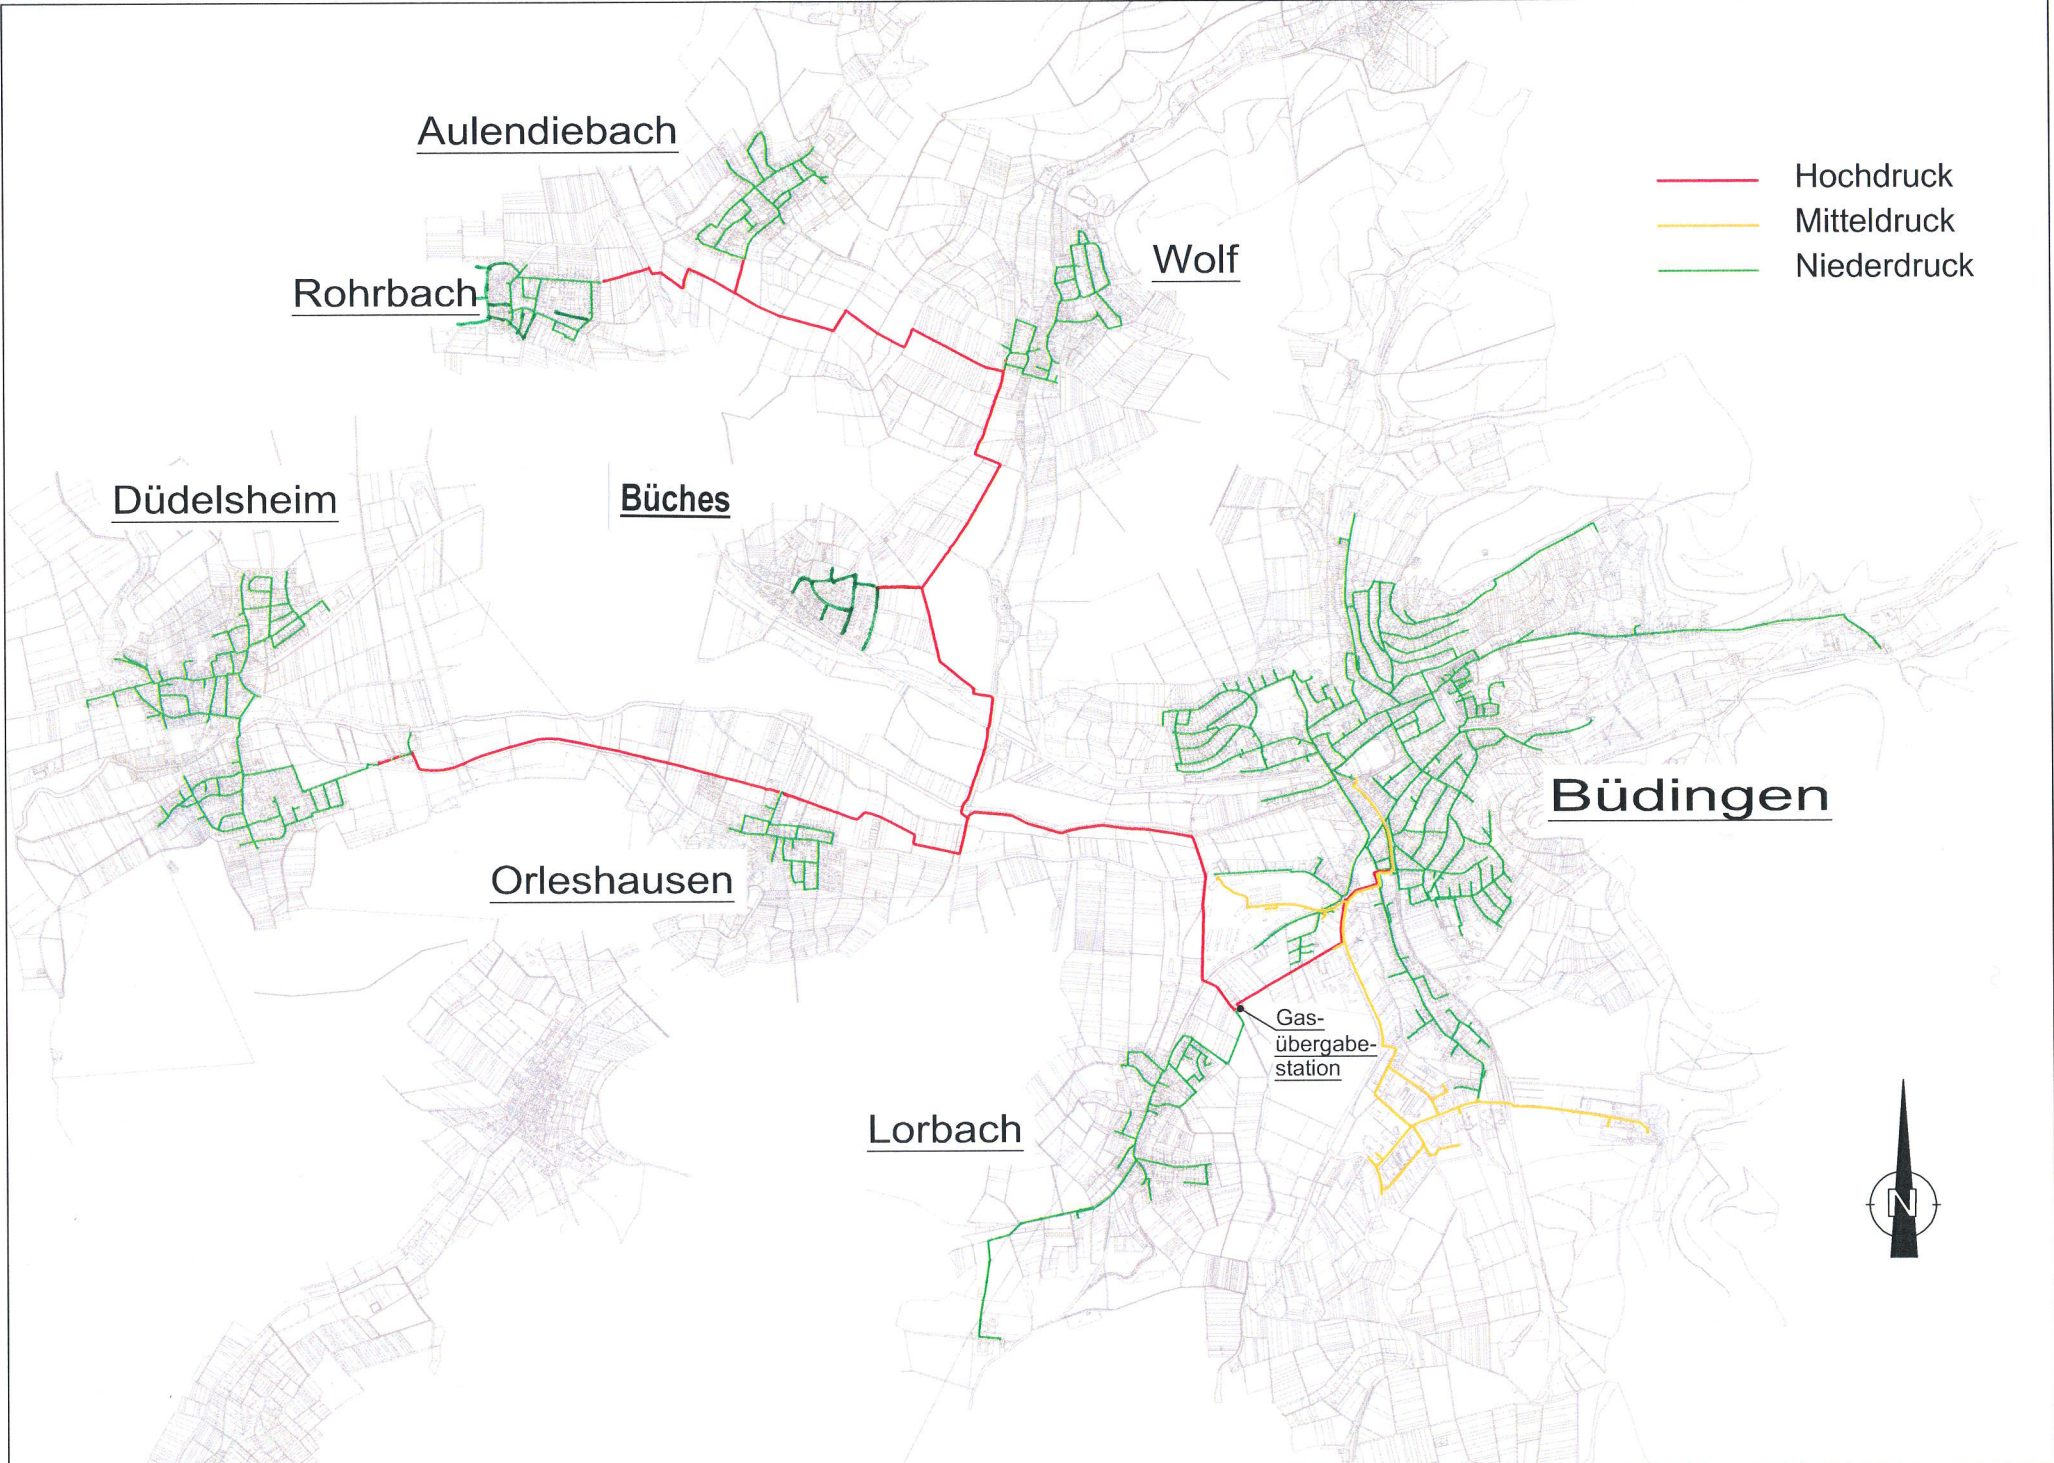 Aulendiebach
Hochdruck
Mitteldruck
Niederdruck
Wolf
Rohrbach
Düdelsheim
Büches
Büdingen
Orleshausen
Gas-
übergabe-
station
Lorbach
N